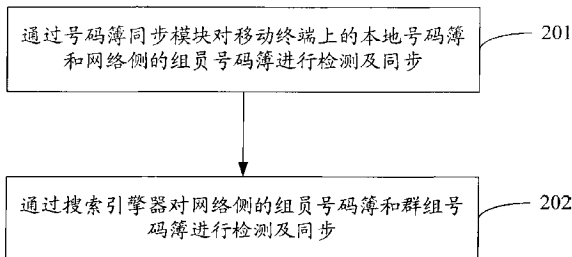 通过号码簿同步模块对移动终端上的本地号码簿
和网络侧的组员号码簿进行检测及同步
201
通过搜索引擎器对网络侧的组员号码簿和群组号
码簿进行检测及同步
202